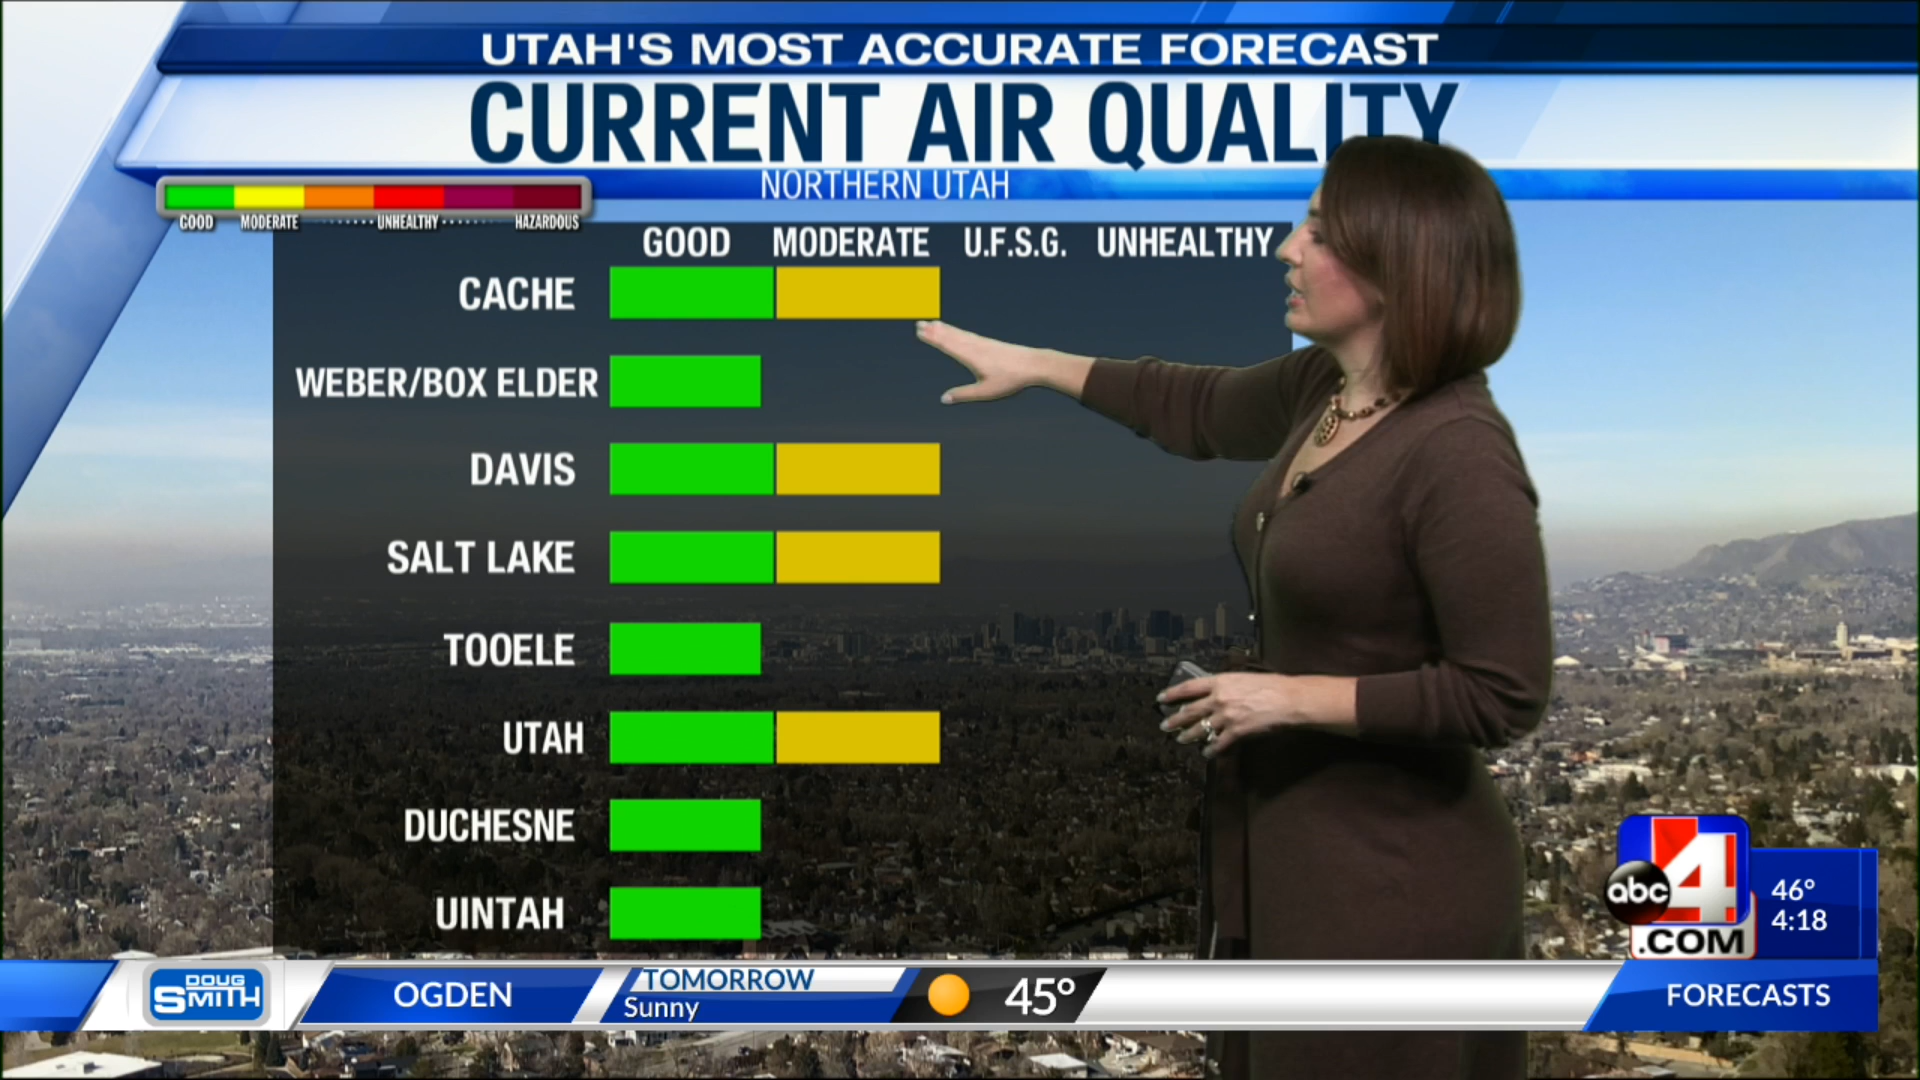 UTAH'S MOST ACCURATE FORECAST
CURRENT AIR QUALITY
NORTHERN UTAH
GOOD MODERATE ······ UNHEALTHY ······ HAZARDOUS
GOOD MODERATE U.F.S.G. UNHEALTHY
CACHE
WEBER/BOX ELDER
DAVIS
SALT LAKE
TOOELE
UTAH
DUCHESNE
UINTAH
abc 4
.COM
46°
4:18
DOUG
SMITH
OGDEN
TOMORROW
Sunny
45°
FORECASTS